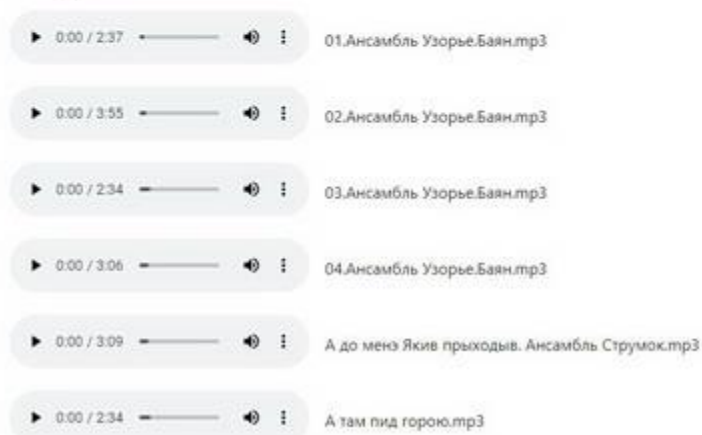 0:00 / 2:37 01.Ансамбль Узорье.Баян.mp3
0:00 / 3:55 02.Ансамбль Узорье.Баян.mp3
0:00 / 2:34 03.Ансамбль Узорье.Баян.mp3
0:00 / 3:06 04.Ансамбль Узорье.Баян.mp3
0:00 / 3:09 А до менэ Якив прыходыв. Ансамбль Струмок.mp3
0:00 / 2:34 А там пид горою.mp3